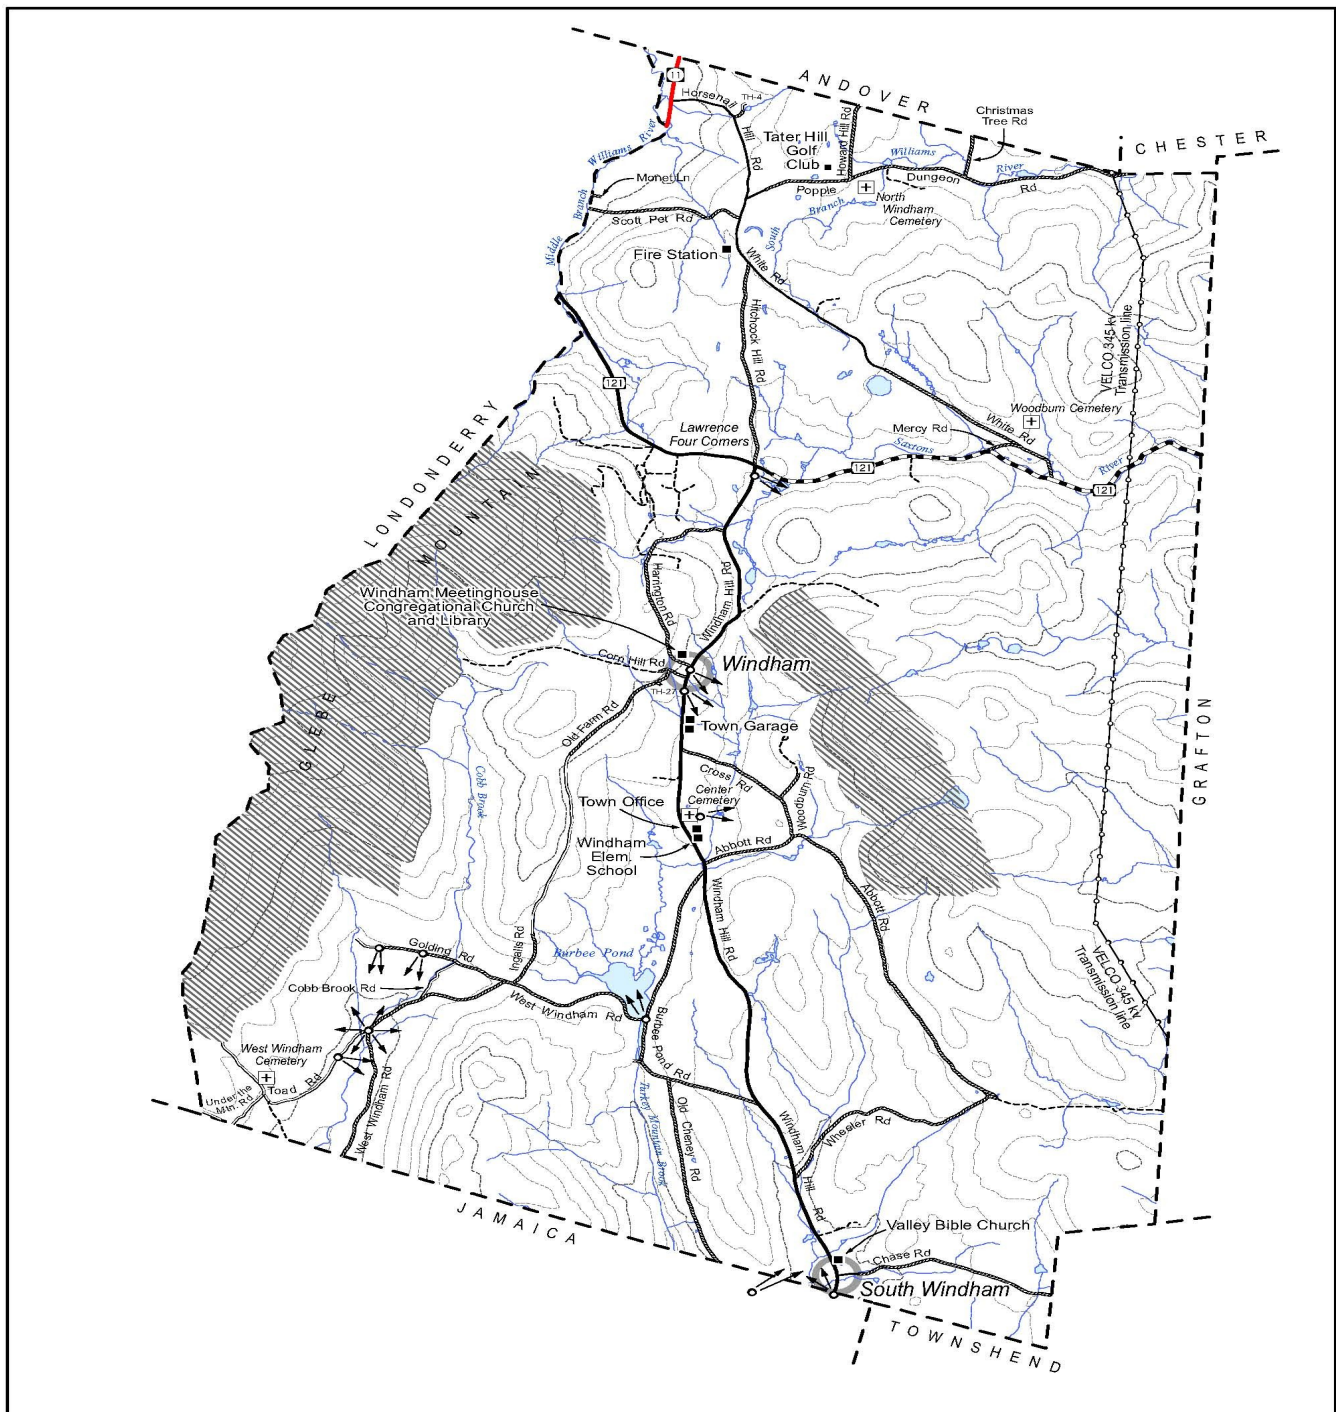 ANDOVER
CHESTER
11
Horsenail
Hill
Rd
TH-4
Christmas
Tree Rd
Williams River
Tater Hill
Golf
Club
Howard Hill Rd
Williams
River
Monet Ln
Popple
Dungeon
Rd
Middle
Branch
Scott Pet Rd
South
Branch
North
Windham
Cemetery
Fire Station
White Rd
Hitchcock Hill Rd
VELCO 345 kv
Transmission line
121
LONDONDERRY
Woodburn Cemetery
Lawrence
Four Corners
Mercy Rd
White Rd
Saxtons
River
121
121
MOUNTAIN
Harrington Rd
Windham Hill Rd
Windham Meetinghouse
Congregational Church
and Library
Corn Hill Rd
Windham
TH-27
GLEBE
Old Farm Rd
Town Garage
GRAFTON
Cobb Brook
Cross Rd
Center
Cemetery
Woodburn Rd
Town Office
Windham
Elem.
School
Abbott Rd
Abbott Rd
Windham Hill Rd
Golding Rd
Ingalls Rd
Burbee Pond
VELCO 345 kv
Transmission line
Cobb Brook Rd
West Windham Rd
Burbee Pond Rd
West Windham
Cemetery
Toad Rd
Under the
Mtn. Rd
West Windham Rd
Turkey Mountain Brook
Old Cheney Rd
Windham
Hill
Rd
Wheeler Rd
JAMAICA
Valley Bible Church
Chase Rd
South Windham
TOWNSHEND